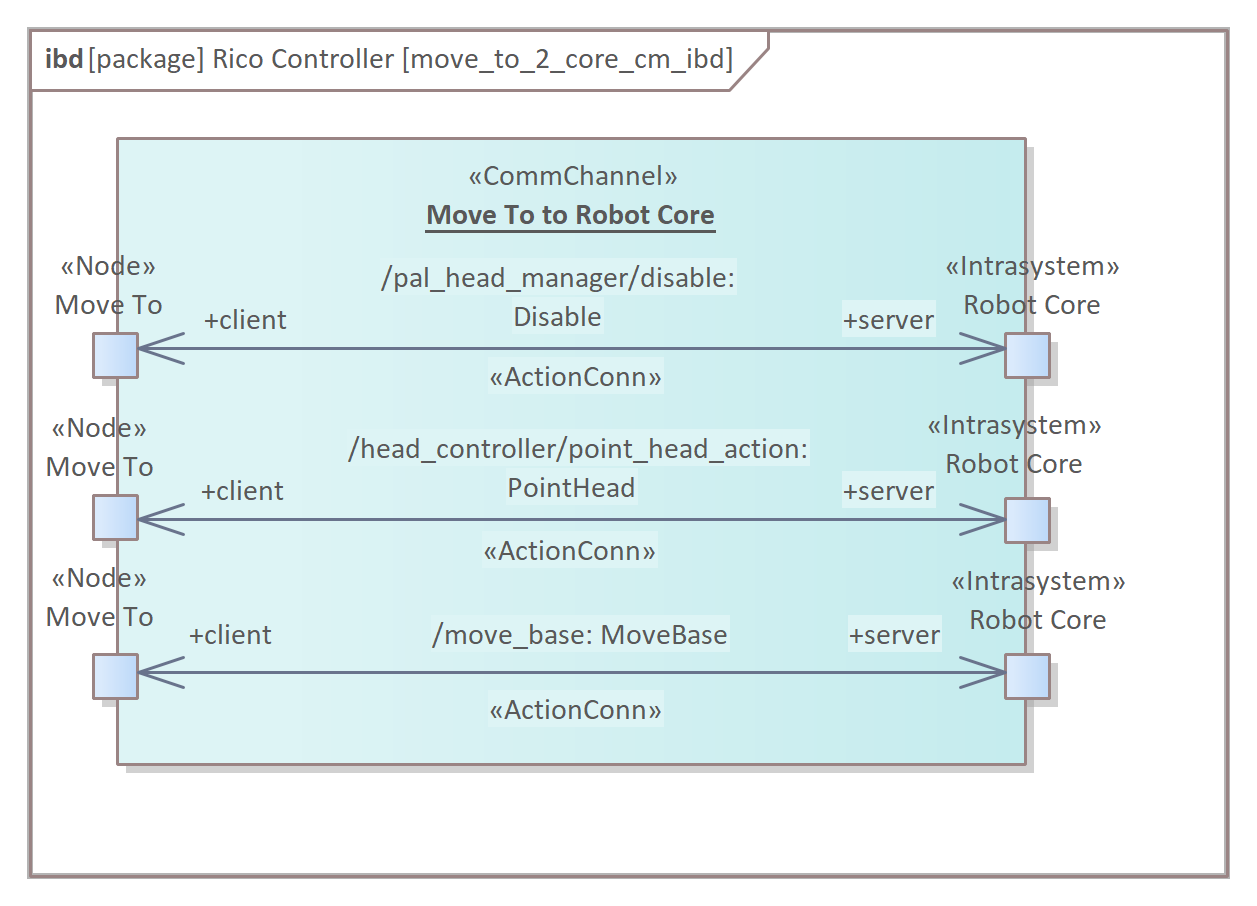 ibd [package] Rico Controller [move_to_2_core_cm_ibd]
«CommChannel»
Move To to Robot Core
«Node»
Move To
/pal_head_manager/disable:
Disable
«Intrasystem»
Robot Core
+client
+server
«ActionConn»
«Node»
Move To
/head_controller/point_head_action:
PointHead
«Intrasystem»
Robot Core
+client
+server
«ActionConn»
«Node»
Move To
«Intrasystem»
Robot Core
+client
/move_base: MoveBase
+server
«ActionConn»